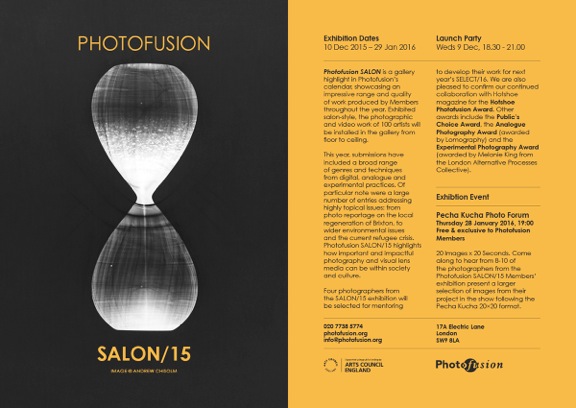 PHOTOFUSION
SALON/15
IMAGE © ANDREW CHISOLM
Exhibition Dates
10 Dec 2015 – 29 Jan 2016
Photofusion SALON is a gallery
highlight in Photofusion's
calendar, showcasing an
impressive range and quality
of work produced by Members
throughout the year. Exhibited
salon-style, the photographic
and video work of 100 artists will
be installed in the gallery from
floor to ceiling.
This year, submissions have
included a broad range
of genres and techniques
from digital, analogue and
experimental practices. Of
particular note were a large
number of entries addressing
highly topical issues; from
photo reportage on the local
regeneration of Brixton, to
wider environmental issues
and the current refugee crisis.
Photofusion SALON/15 highlights
how important and impactful
photography and visual lens
media can be within society
and culture.
Four photographers from
the SALON/15 exhibition will
be selected for mentoring
Launch Party
Weds 9 Dec, 18.30 - 21.00
to develop their work for next
year's SELECT/16. We are also
pleased to confirm our continued
collaboration with Hotshoe
magazine for the Hotshoe
Photofusion Award. Other
awards include the Public's
Choice Award, the Analogue
Photography Award (awarded
by Lomography) and the
Experimental Photography Award
(awarded by Melanie King from
the London Alternative Processes
Collective).
Exhibition Event
Pecha Kucha Photo Forum
Thursday 28 January 2016, 19:00
Free & exclusive to Photofusion
Members
20 Images x 20 Seconds. Come
along to hear from 8-10 of
the photographers from the
Photofusion SALON/15 Members'
exhibition present a larger
selection of images from their
project in the show following the
Pecha Kucha 20×20 format.
020 7738 5774
photofusion.org
info@photofusion.org
17A Electric Lane
London
SW9 8LA
ARTS COUNCIL
ENGLAND
Photofusion